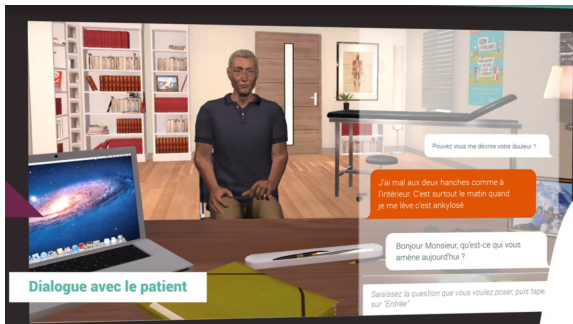 Pouvez vous me décrire votre douleur ?
J'ai mal aux deux hanches comme à
l'intérieur. C'est surtout le matin quand
je me lève c'est ankylosé.
Bonjour Monsieur, qu'est-ce qui vous
amène aujourd'hui ?
Dialogue avec le patient
Saisissez la question que vous voulez poser, puis tape
sur "Entrée"